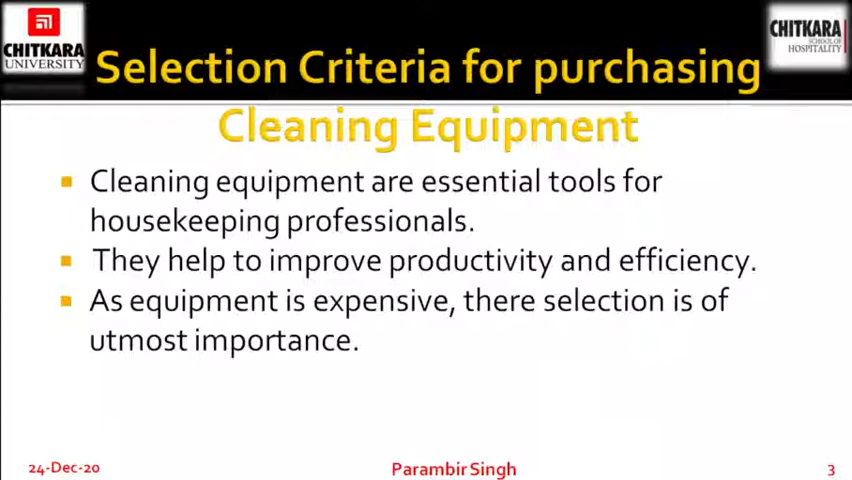 CHITKARA
UNIVERSITY
CHITKARA
SCHOOL OF
HOSPITALITY
Selection Criteria for purchasing
Cleaning Equipment
Cleaning equipment are essential tools for
housekeeping professionals.
They help to improve productivity and efficiency.
As equipment is expensive, there selection is of
utmost importance.
24-Dec-20
Parambir Singh
3